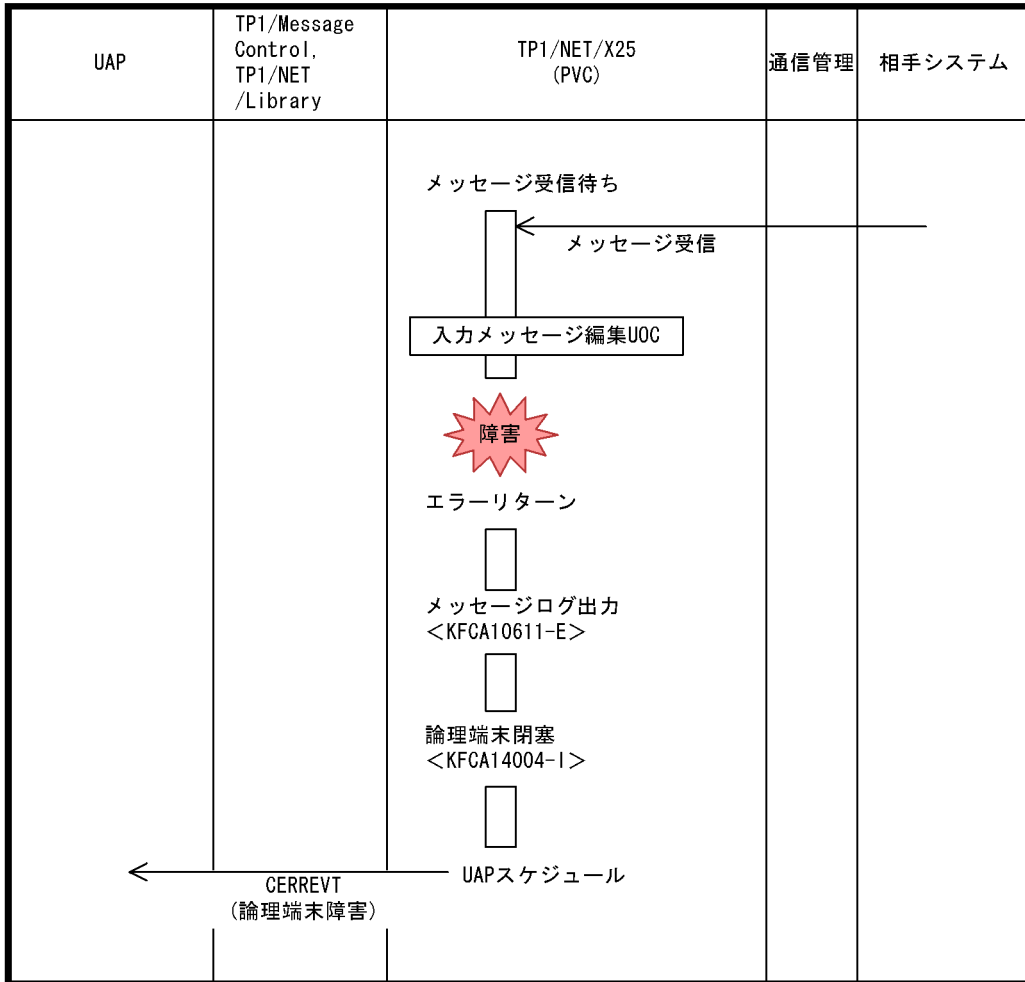 UAP
TP1/Message
Control,
TP1/NET
/Library
TP1/NET/X25
(PVC)
通信管理
相手システム
メッセージ受信待ち
メッセージ受信
入力メッセージ編集UOC
障害
エラーリターン
メッセージログ出力
<KFCA10611-E>
論理端末閉塞
<KFCA14004-I>
UAPスケジュール
CERREVT
(論理端末障害)